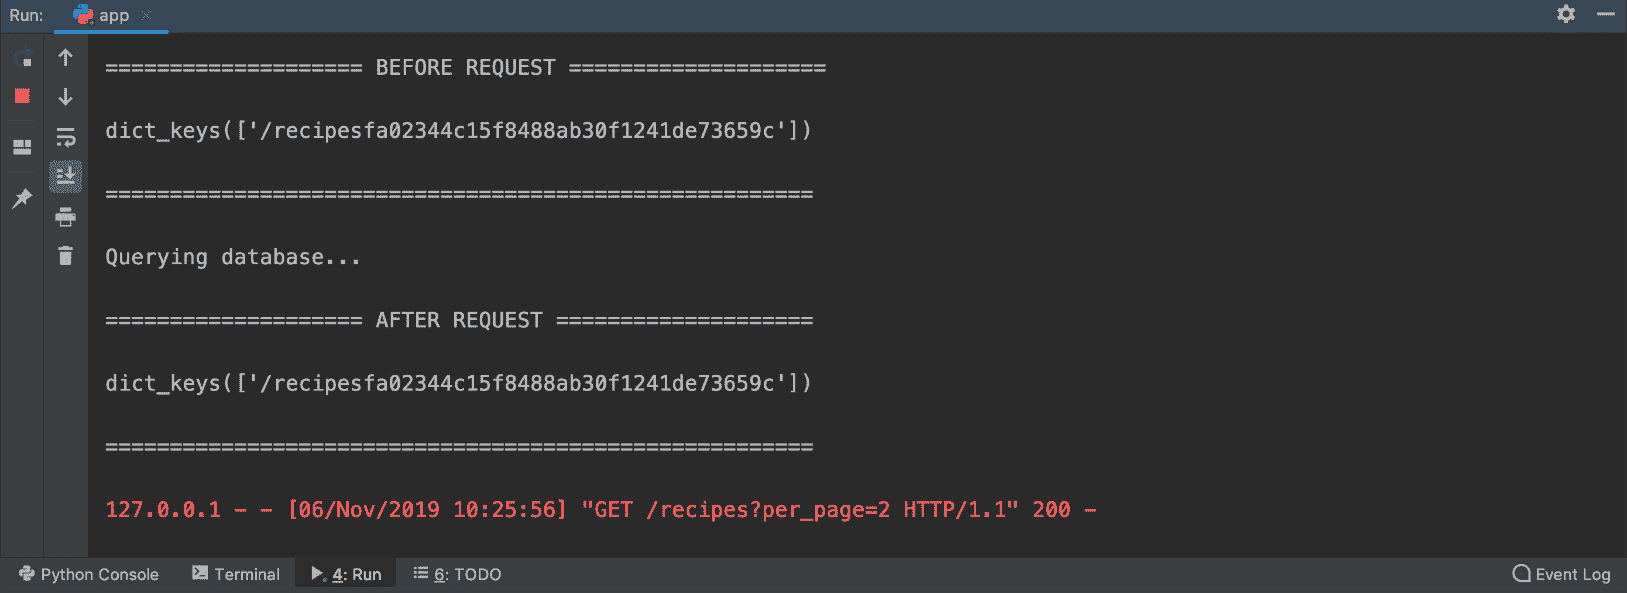 Run: app
==================== BEFORE REQUEST ====================
dict_keys(['/recipesfa02344c15f8488ab30f1241de73659c'])
=======================================================
Querying database...
==================== AFTER REQUEST ====================
dict_keys(['/recipesfa02344c15f8488ab30f1241de73659c'])
=======================================================
127.0.0.1 - - [06/Nov/2019 10:25:56] "GET /recipes?per_page=2 HTTP/1.1" 200 -
Python Console Terminal 4: Run 6: TODO Event Log